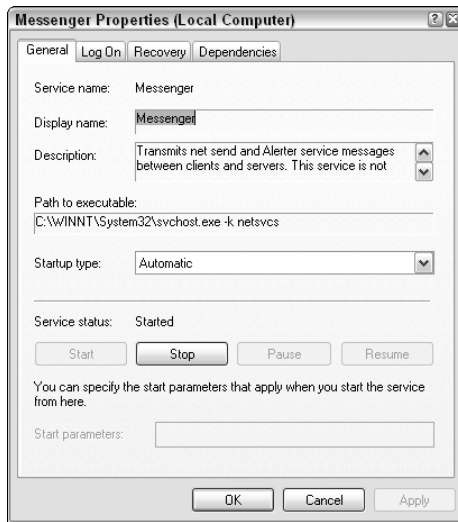 Messenger Properties (Local Computer)
General Log On Recovery Dependencies
Service name: Messenger
Display name: Messenger
Description: Transmits net send and Alerter service messages
between clients and servers. This service is not
Path to executable:
C:\WINNT\System32\svchost.exe -k netsvcs
Startup type: Automatic
Service status: Started
Start Stop Pause Resume
You can specify the start parameters that apply when you start the service
from here.
Start parameters:
OK Cancel Apply